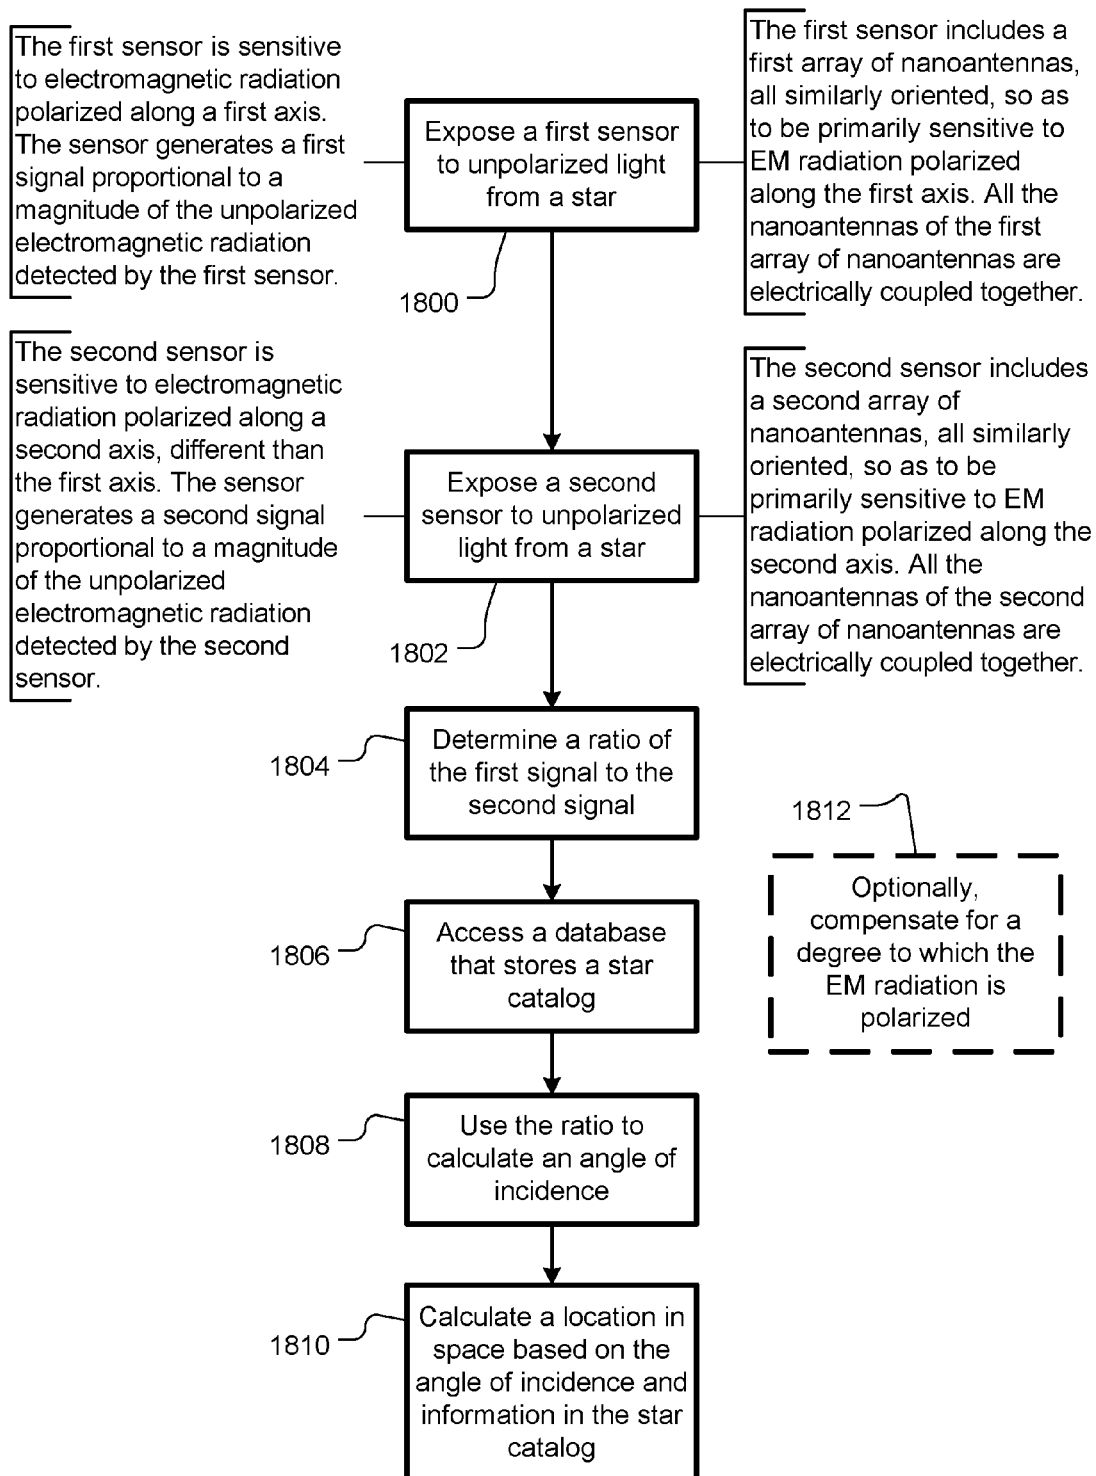 The first sensor is sensitive
to electromagnetic radiation
polarized along a first axis.
The sensor generates a first
signal proportional to a
magnitude of the unpolarized
electromagnetic radiation
detected by the first sensor.
Expose a first sensor
to unpolarized light
from a star
1800
The first sensor includes a
first array of nanoantennas,
all similarly oriented, so as
to be primarily sensitive to
EM radiation polarized
along the first axis. All the
nanoantennas of the first
array of nanoantennas are
electrically coupled together.
The second sensor is
sensitive to electromagnetic
radiation polarized along a
second axis, different than
the first axis. The sensor
generates a second signal
proportional to a magnitude
of the unpolarized
electromagnetic radiation
detected by the second
sensor.
Expose a second
sensor to unpolarized
light from a star
1802
The second sensor includes
a second array of
nanoantennas, all similarly
oriented, so as to be
primarily sensitive to EM
radiation polarized along the
second axis. All the
nanoantennas of the second
array of nanoantennas are
electrically coupled together.
1804
Determine a ratio of
the first signal to the
second signal
1812
Optionally,
compensate for a
degree to which the
EM radiation is
polarized
1806
Access a database
that stores a star
catalog
1808
Use the ratio to
calculate an angle of
incidence
1810
Calculate a location in
space based on the
angle of incidence and
information in the star
catalog